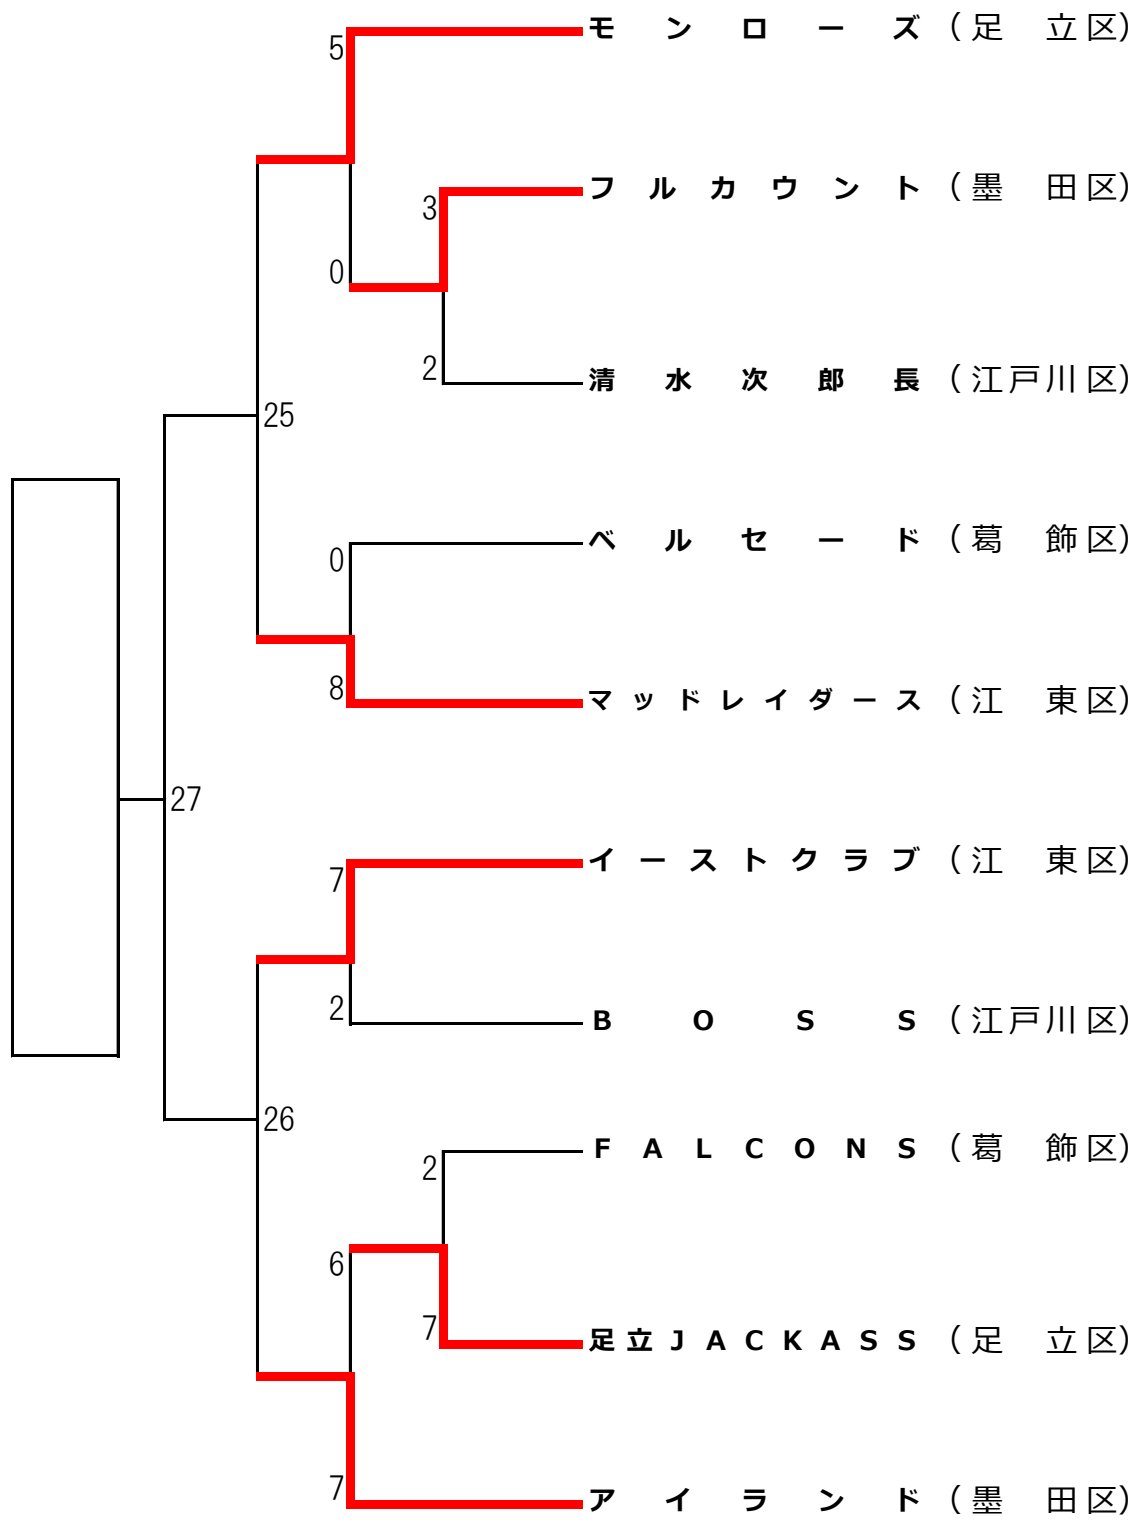 5
モンローズ (足立区)
3
フルカウント (墨田区)
0
2
清水次郎長 (江戸川区)
25
0
ベルセード (葛飾区)
8
マッドレイダース (江東区)
27
7
イーストクラブ (江東区)
2
BOSS (江戸川区)
26
2
FALCONS (葛飾区)
6
7
足立JACKASS (足立区)
7
アイランド (墨田区)